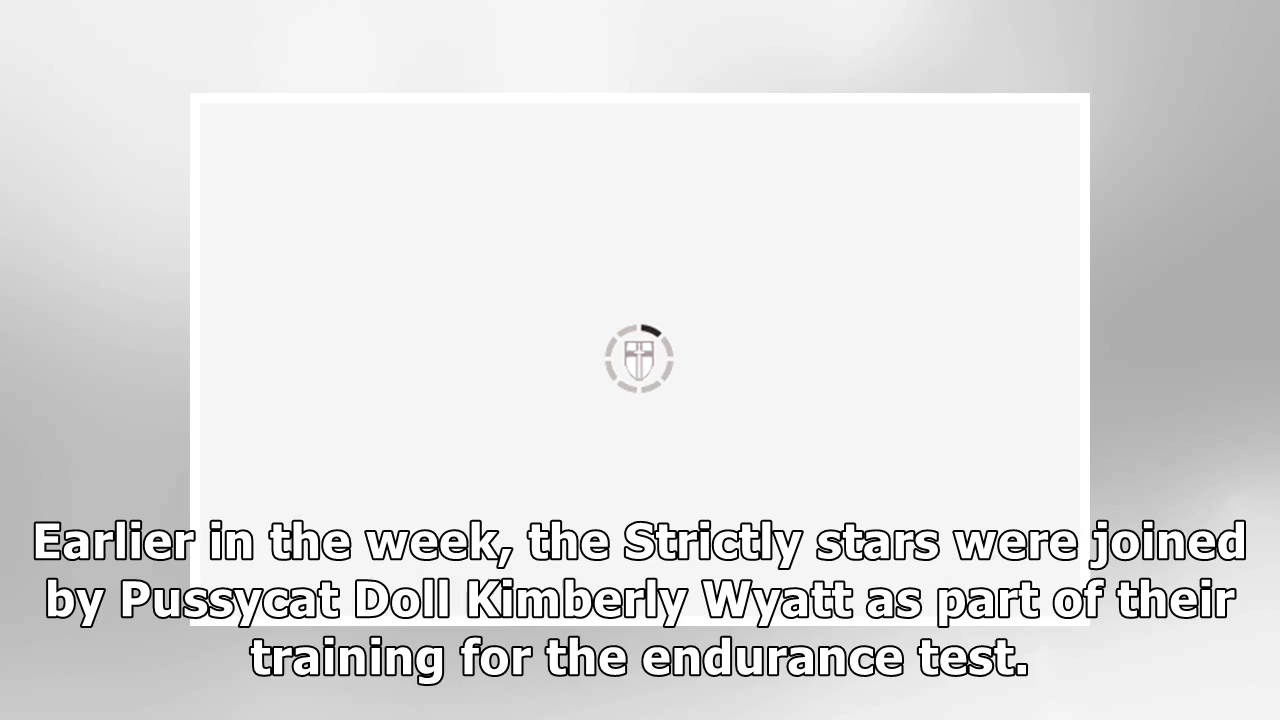 Earlier in the week, the Strictly stars were joined
by Pussycat Doll Kimberly Wyatt as part of their
training for the endurance test.